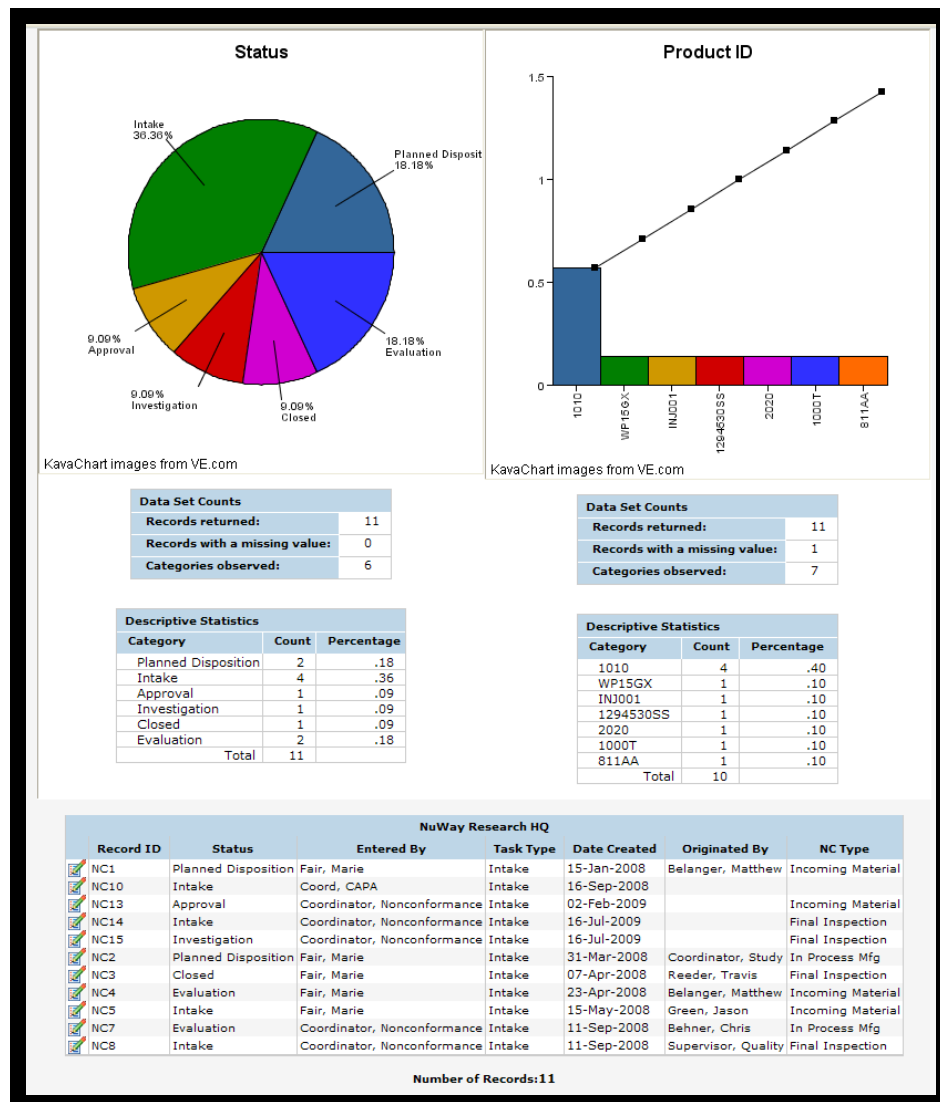 Status
Intake
36.36%
Planned Disposit
18.18%
9.09%
Approval
9.09%
Investigation
9.09%
Closed
18.18%
Evaluation
KavaChart images from VE.com
Product ID
1.5
1
0.5
0
1010
WP15GX
INJ001
1294530SS
2020
1000T
811AA
KavaChart images from VE.com
Data Set Counts
Records returned: 11
Records with a missing value: 0
Categories observed: 6
Data Set Counts
Records returned: 11
Records with a missing value: 1
Categories observed: 7
Descriptive Statistics
Category Count Percentage
Planned Disposition 2 .18
Intake 4 .36
Approval 1 .09
Investigation 1 .09
Closed 1 .09
Evaluation 2 .18
Total 11
Descriptive Statistics
Category Count Percentage
1010 4 .40
WP15GX 1 .10
INJ001 1 .10
1294530SS 1 .10
2020 1 .10
1000T 1 .10
811AA 1 .10
Total 10
NuWay Research HQ
Record ID Status Entered By Task Type Date Created Originated By NC Type
NC1 Planned Disposition Fair, Marie Intake 15-Jan-2008 Belanger, Matthew Incoming Material
NC10 Intake Coord, CAPA Intake 16-Sep-2008
NC13 Approval Coordinator, Nonconformance Intake 02-Feb-2009 Incoming Material
NC14 Intake Coordinator, Nonconformance Intake 16-Jul-2009 Final Inspection
NC15 Investigation Coordinator, Nonconformance Intake 16-Jul-2009 Final Inspection
NC2 Planned Disposition Fair, Marie Intake 31-Mar-2008 Coordinator, Study In Process Mfg
NC3 Closed Fair, Marie Intake 07-Apr-2008 Reeder, Travis Final Inspection
NC4 Evaluation Fair, Marie Intake 23-Apr-2008 Belanger, Matthew Incoming Material
NC5 Intake Fair, Marie Intake 15-May-2008 Green, Jason Incoming Material
NC7 Evaluation Coordinator, Nonconformance Intake 11-Sep-2008 Behner, Chris In Process Mfg
NC8 Intake Coordinator, Nonconformance Intake 11-Sep-2008 Supervisor, Quality Final Inspection
Number of Records:11